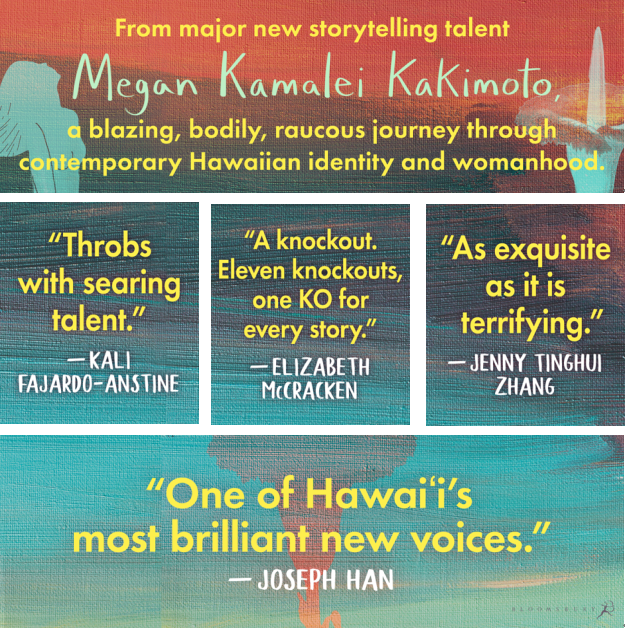 From major new storytelling talent
Megan Kamalei Kakimoto,
a blazing, bodily, raucous journey through
contemporary Hawaiian identity and womanhood.
“Throbs
with searing
talent.”
—KALI
FAJARDO-ANSTINE
“A knockout.
Eleven knockouts,
one KO for
every story.”
—ELIZABETH
McCRACKEN
“As exquisite
as it is
terrifying.”
—JENNY TINGHUI
ZHANG
“One of Hawaiʻi’s
most brilliant new voices.”
—JOSEPH HAN
BLOOMSBURY